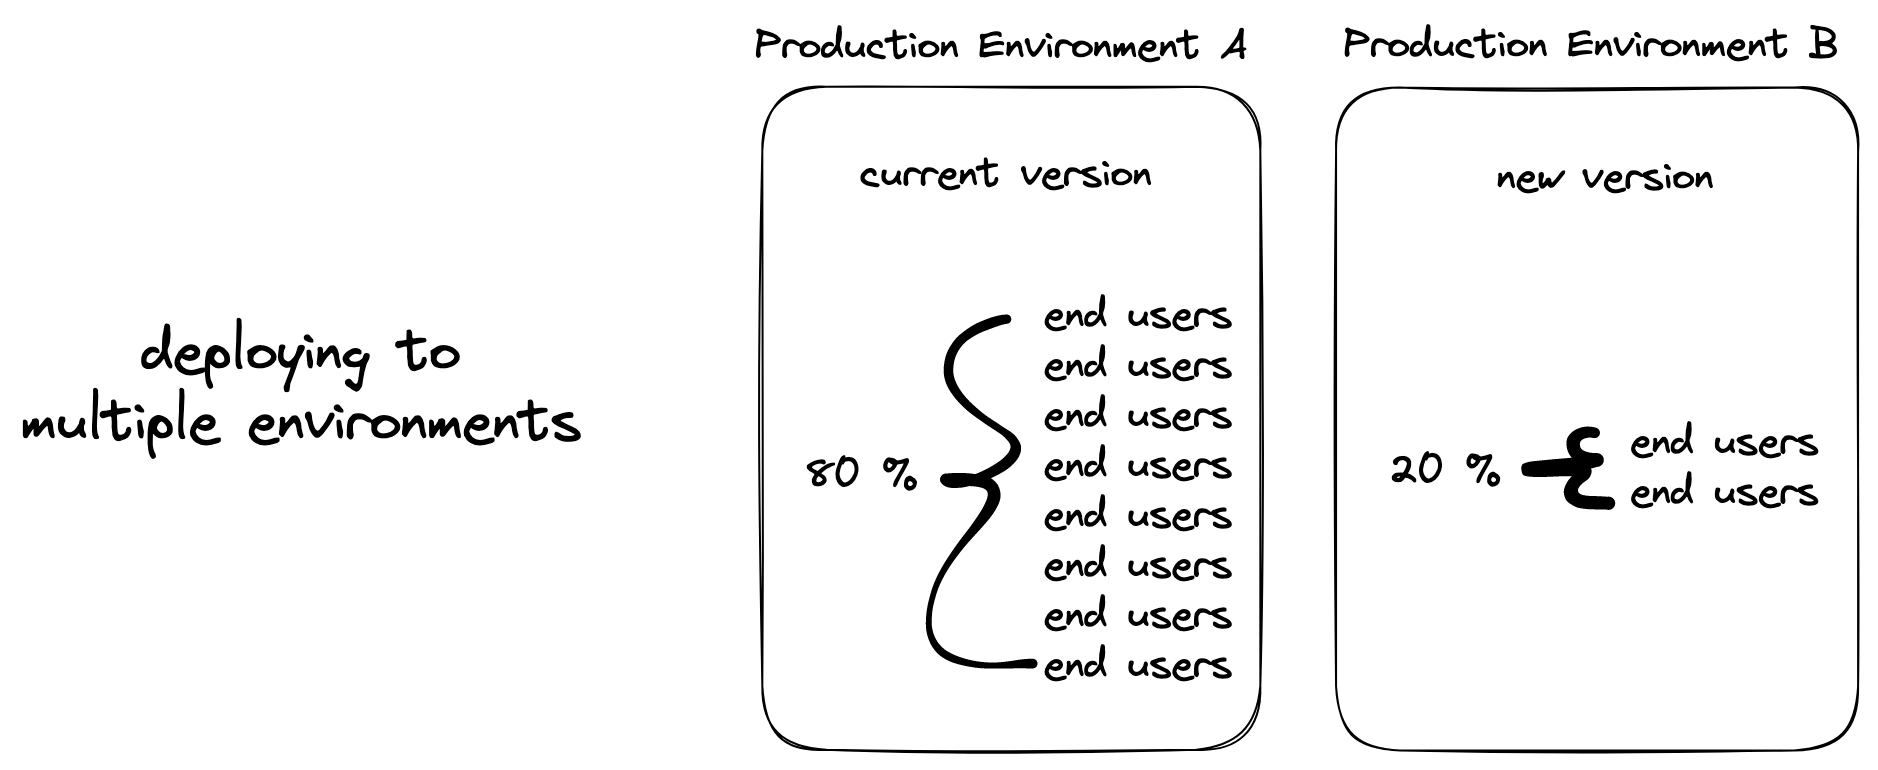 deploying to
multiple environments
Production Environment A
current version
80 %
end users
end users
end users
end users
end users
end users
end users
end users
Production Environment B
new version
20 %
end users
end users